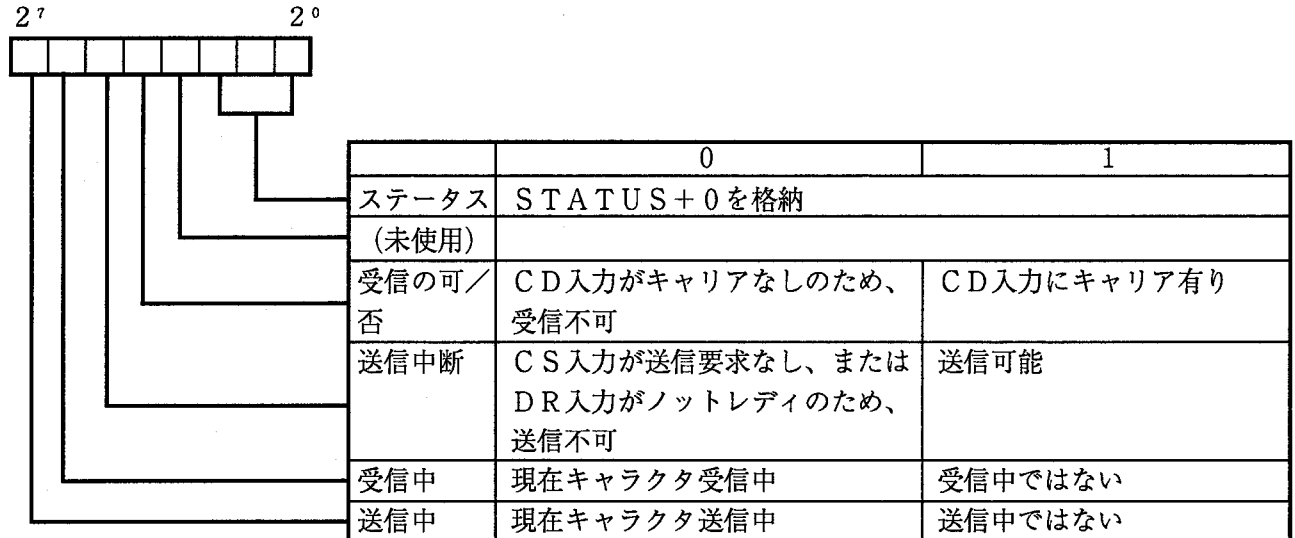 2⁷ 2⁰
0 1
ステータス STATUS+0を格納
(未使用)
受信の可/ CD入力がキャリアなしのため、 CD入力にキャリア有り
否 受信不可
送信中断 CS入力が送信要求なし、または 送信可能
DR入力がノットレディのため、
送信不可
受信中 現在キャラクタ受信中 受信中ではない
送信中 現在キャラクタ送信中 送信中ではない